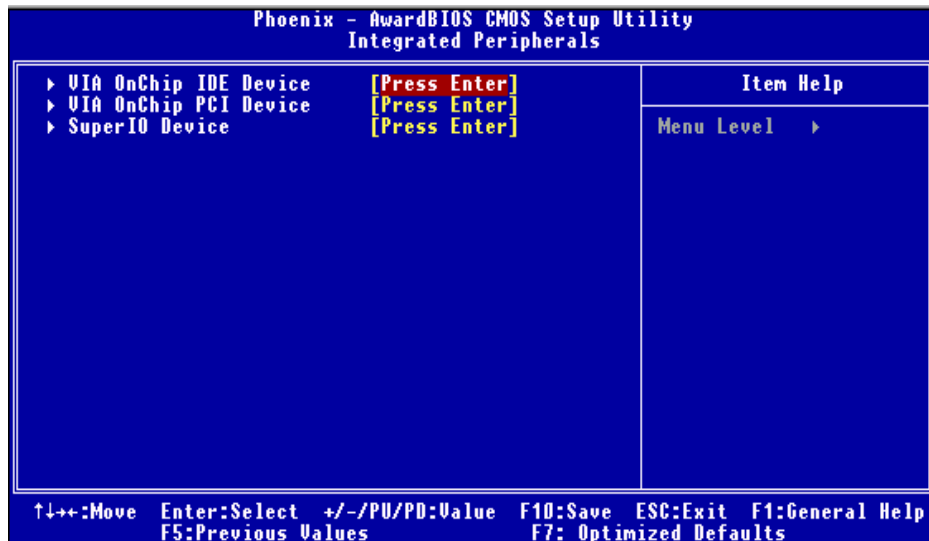 Phoenix - AwardBIOS CMOS Setup Utility
Integrated Peripherals
▸ VIA OnChip IDE Device [Press Enter]
▸ VIA OnChip PCI Device [Press Enter]
▸ SuperIO Device [Press Enter]
Item Help
Menu Level ▸
↑↓→←:Move Enter:Select +/-/PU/PD:Value F10:Save ESC:Exit F1:General Help
F5:Previous Values F7: Optimized Defaults